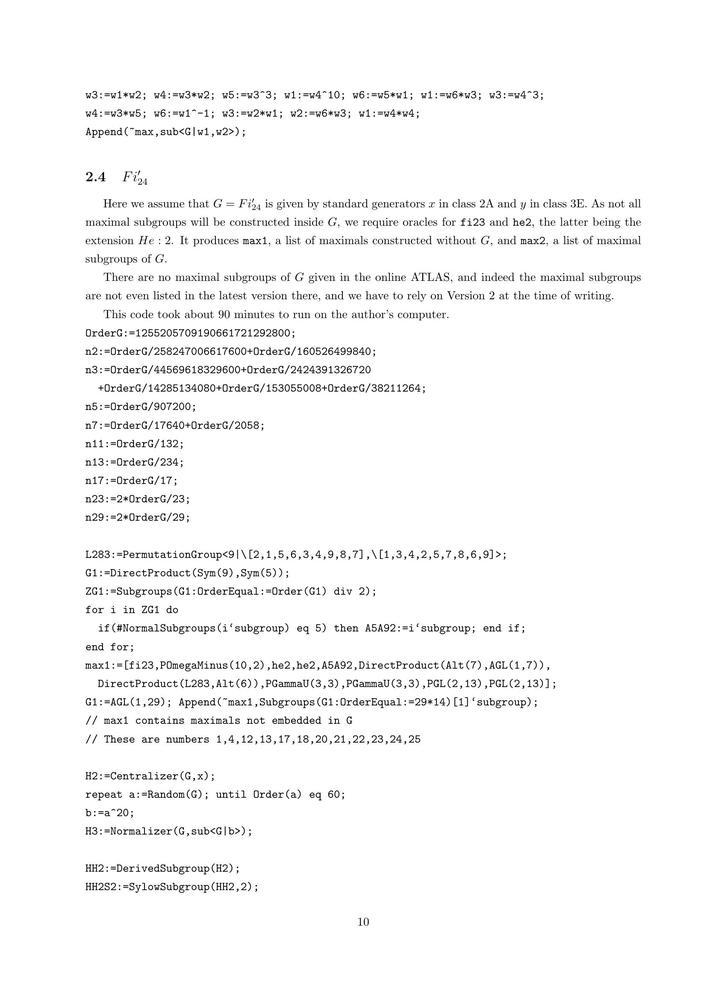 w3:=w1*w2; w4:=w3*w2; w5:=w3^3; w1:=w4^10; w6:=w5*w1; w1:=w6*w3; w3:=w4^3;
w4:=w3*w5; w6:=w1^-1; w3:=w2*w1; w2:=w6*w3; w1:=w4*w4;
Append(~max,sub<G|w1,w2>);
2.4 Fi′24
Here we assume that G = Fi′24 is given by standard generators x in class 2A and y in class 3E. As not all
maximal subgroups will be constructed inside G, we require oracles for fi23 and he2, the latter being the
extension He : 2. It produces max1, a list of maximals constructed without G, and max2, a list of maximal
subgroups of G.
There are no maximal subgroups of G given in the online ATLAS, and indeed the maximal subgroups
are not even listed in the latest version there, and we have to rely on Version 2 at the time of writing.
This code took about 90 minutes to run on the author's computer.
OrderG:=1255205709190661721292800;
n2:=OrderG/258247006617600+OrderG/160526499840;
n3:=OrderG/44569618329600+OrderG/2424391326720
+OrderG/14285134080+OrderG/153055008+OrderG/38211264;
n5:=OrderG/907200;
n7:=OrderG/17640+OrderG/2058;
n11:=OrderG/132;
n13:=OrderG/234;
n17:=OrderG/17;
n23:=2*OrderG/23;
n29:=2*OrderG/29;
L283:=PermutationGroup<9|\[2,1,5,6,3,4,9,8,7],\[1,3,4,2,5,7,8,6,9]>;
G1:=DirectProduct(Sym(9),Sym(5));
ZG1:=Subgroups(G1:OrderEqual:=Order(G1) div 2);
for i in ZG1 do
if(#NormalSubgroups(i‘subgroup) eq 5) then A5A92:=i‘subgroup; end if;
end for;
max1:=[fi23,POmegaMinus(10,2),he2,he2,A5A92,DirectProduct(Alt(7),AGL(1,7)),
DirectProduct(L283,Alt(6)),PGammaU(3,3),PGammaU(3,3),PGL(2,13),PGL(2,13)];
G1:=AGL(1,29); Append(~max1,Subgroups(G1:OrderEqual:=29*14)[1]‘subgroup);
// max1 contains maximals not embedded in G
// These are numbers 1,4,12,13,17,18,20,21,22,23,24,25
H2:=Centralizer(G,x);
repeat a:=Random(G); until Order(a) eq 60;
b:=a^20;
H3:=Normalizer(G,sub<G|b>);
HH2:=DerivedSubgroup(H2);
HH2S2:=SylowSubgroup(HH2,2);
10